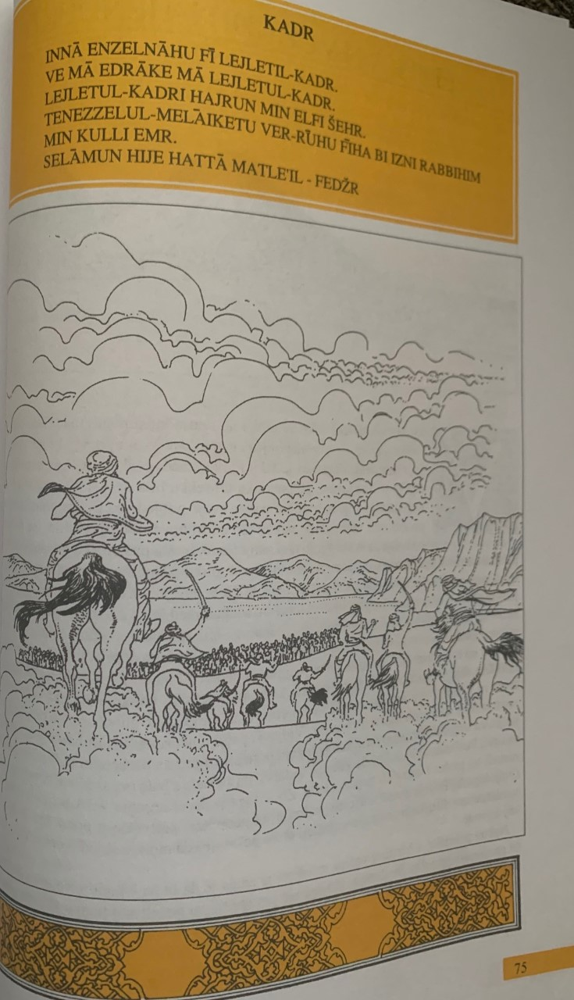 KADR
INNĀ ENZELNĀHU FĪ LEJLETIL-KADR.
VE MĀ EDRĀKE MĀ LEJLETUL-KADR.
LEJLETUL-KADRI HAJRUN MIN ELFI ŠEHR.
TENEZZELUL-MELĀIKETU VER-RŪHU FĪHA BI IZNI RABBIHIM
MIN KULLI EMR.
SELĀMUN HIJE HATTĀ MATLE'IL - FEDŽR
75